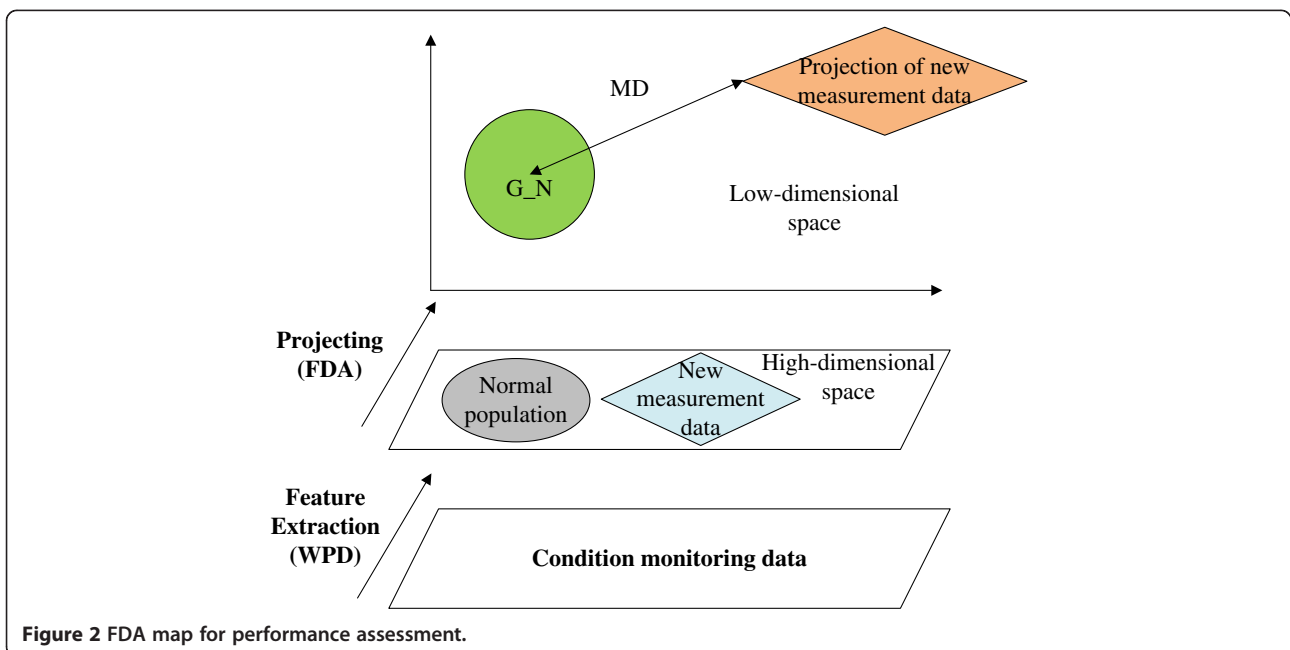 Projection of new
measurement data
MD
G_N
Low-dimensional
space
Projecting
(FDA)
Normal
population
New
measurement
data
High-dimensional
space
Feature
Extraction
(WPD)
Condition monitoring data
Figure 2 FDA map for performance assessment.